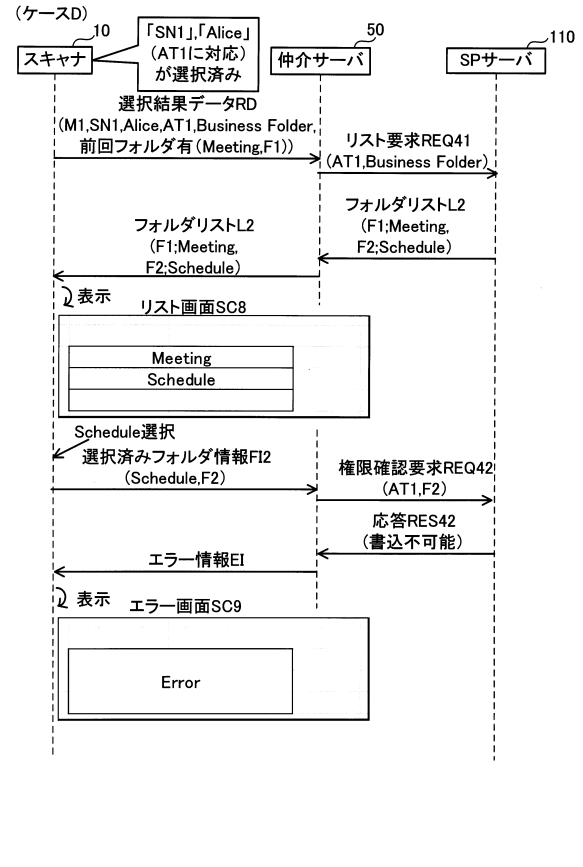 (ケースD)
10
「SN1」,「Alice」
(AT1に対応)
が選択済み
50
110
スキャナ
仲介サーバ
SPサーバ
選択結果データRD
(M1,SN1,Alice,AT1,Business Folder,
前回フォルダ有(Meeting,F1))
リスト要求REQ41
(AT1,Business Folder)
フォルダリストL2
(F1;Meeting,
F2;Schedule)
フォルダリストL2
(F1;Meeting,
F2;Schedule)
表示
リスト画面SC8
Meeting
Schedule
Schedule選択
選択済みフォルダ情報FI2
(Schedule,F2)
権限確認要求REQ42
(AT1,F2)
応答RES42
(書込不可能)
エラー情報EI
表示
エラー画面SC9
Error